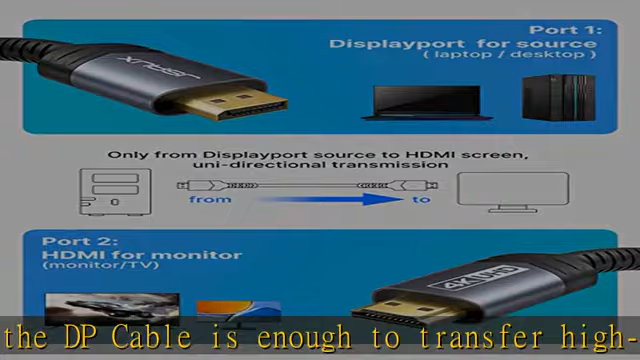 Port 1:
Displayport for source
( laptop / desktop )
JSAUX
Only from Displayport source to HDMI screen,
uni-directional transmission
from
to
Port 2:
HDMI for monitor
(monitor/TV)
4K UHD
the DP Cable is enough to transfer high-